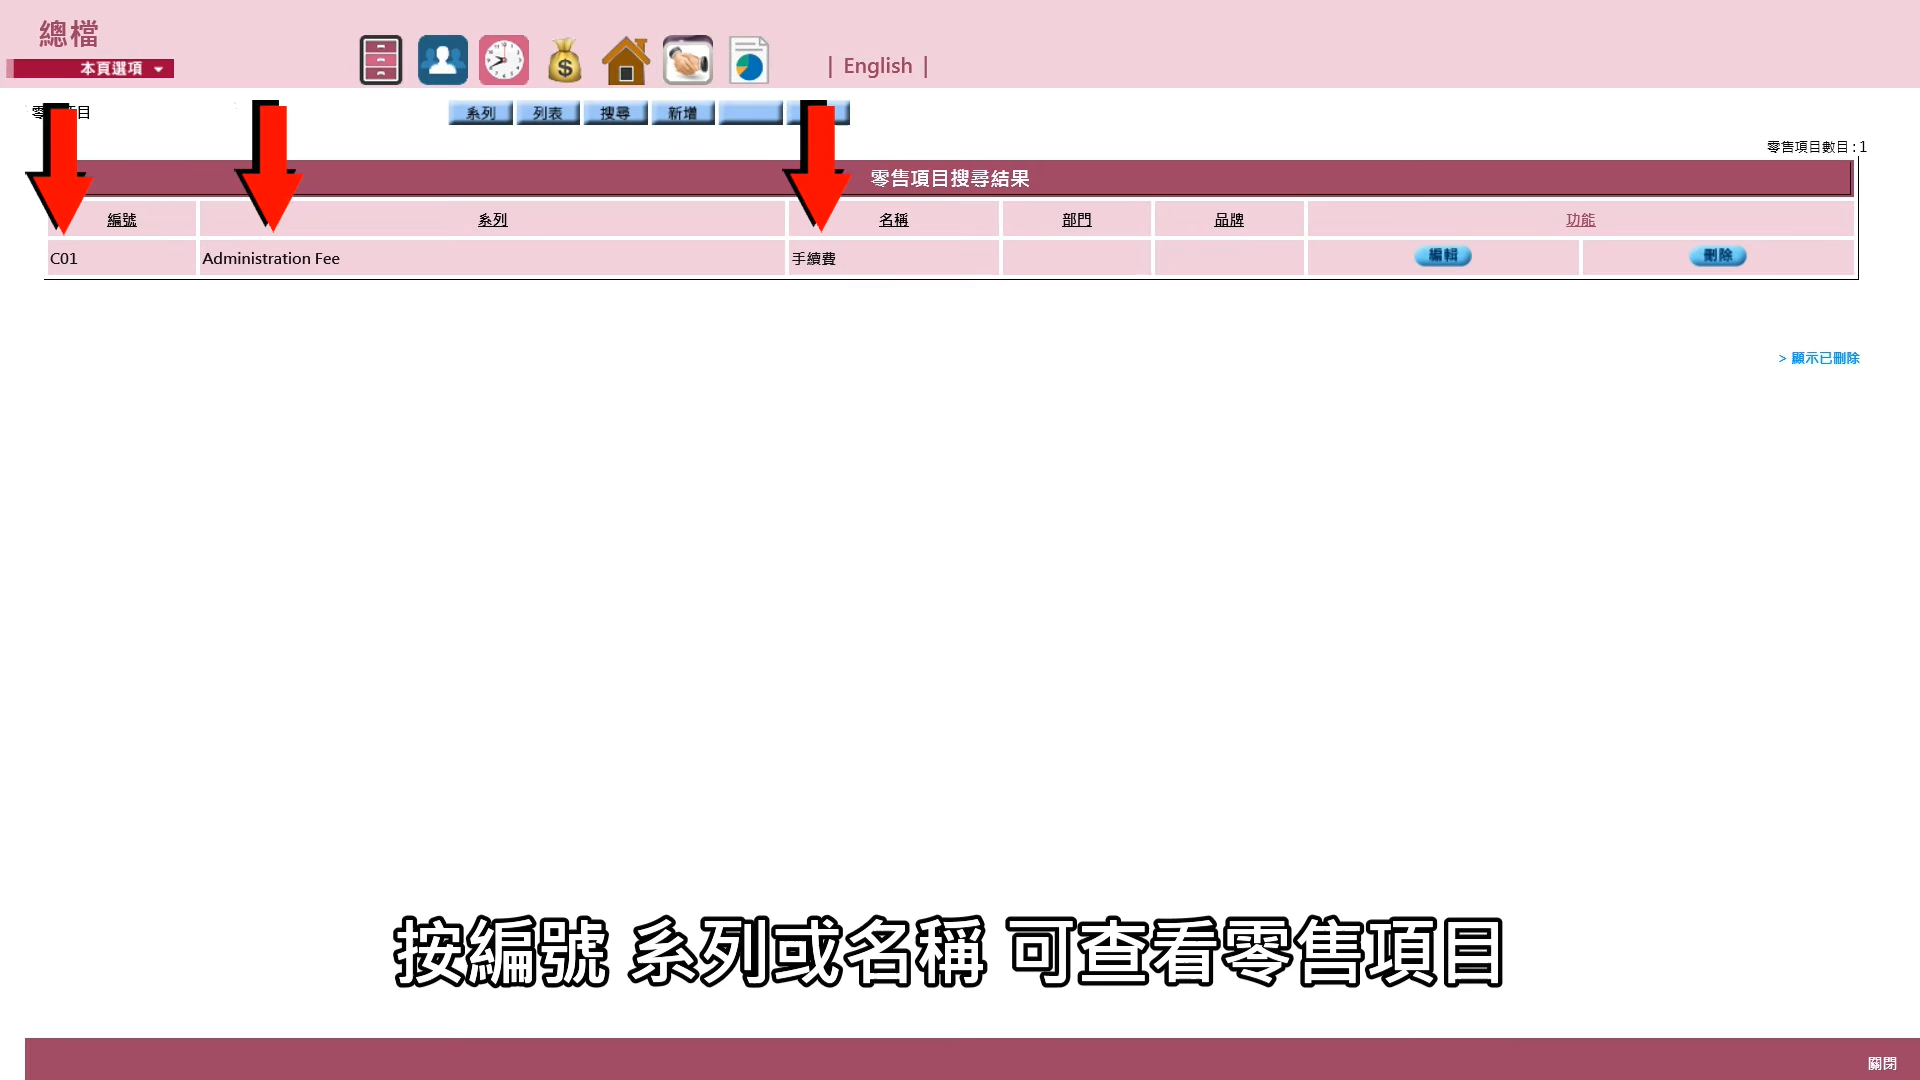 總檔
本頁選項
| English |
系列 列表 搜尋 新增
零售項目數目 : 1
零售項目搜尋結果
編號 系列 名稱 部門 品牌 功能
C01 Administration Fee 手續費 編輯 刪除
> 顯示已刪除
按編號 系列或名稱 可查看零售項目
關閉